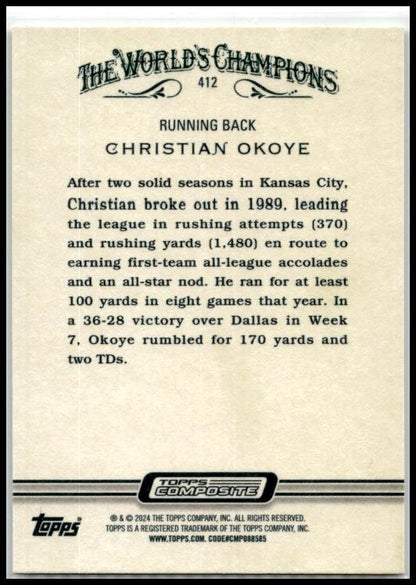 THE WORLD'S CHAMPIONS
412
RUNNING BACK
CHRISTIAN OKOYE
After two solid seasons in Kansas City,
Christian broke out in 1989, leading
the league in rushing attempts (370)
and rushing yards (1,480) en route to
earning first-team all-league accolades
and an all-star nod. He ran for at least
100 yards in eight games that year. In
a 36-28 victory over Dallas in Week
7, Okoye rumbled for 170 yards and
two TDs.
TOPPS
COMPOSITE
topps
® & © 2024 THE TOPPS COMPANY, INC. ALL RIGHTS RESERVED.
TOPPS IS A REGISTERED TRADEMARK OF THE TOPPS COMPANY, INC.
WWW.TOPPS.COM. CODE#CMP088585